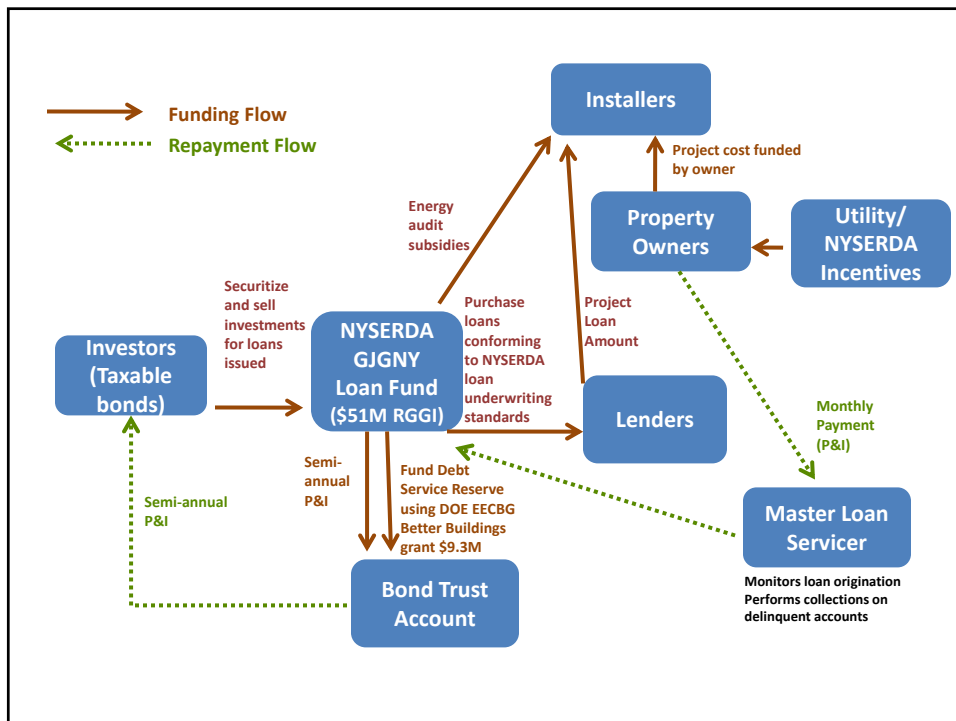 Funding Flow
Repayment Flow
Installers
Project cost funded
by owner
Property
Owners
Utility/
NYSERDA
Incentives
Energy
audit
subsidies
Securitize
and sell
investments
for loans
issued
Investors
(Taxable
bonds)
NYSERDA
GJGNY
Loan Fund
($51M RGGI)
Purchase
loans
conforming
to NYSERDA
loan
underwriting
standards
Project
Loan
Amount
Lenders
Monthly
Payment
(P&I)
Semi-annual
P&I
Semi-
annual
P&I
Fund Debt
Service Reserve
using DOE EECBG
Better Buildings
grant $9.3M
Bond Trust
Account
Master Loan
Servicer
Monitors loan origination
Performs collections on
delinquent accounts